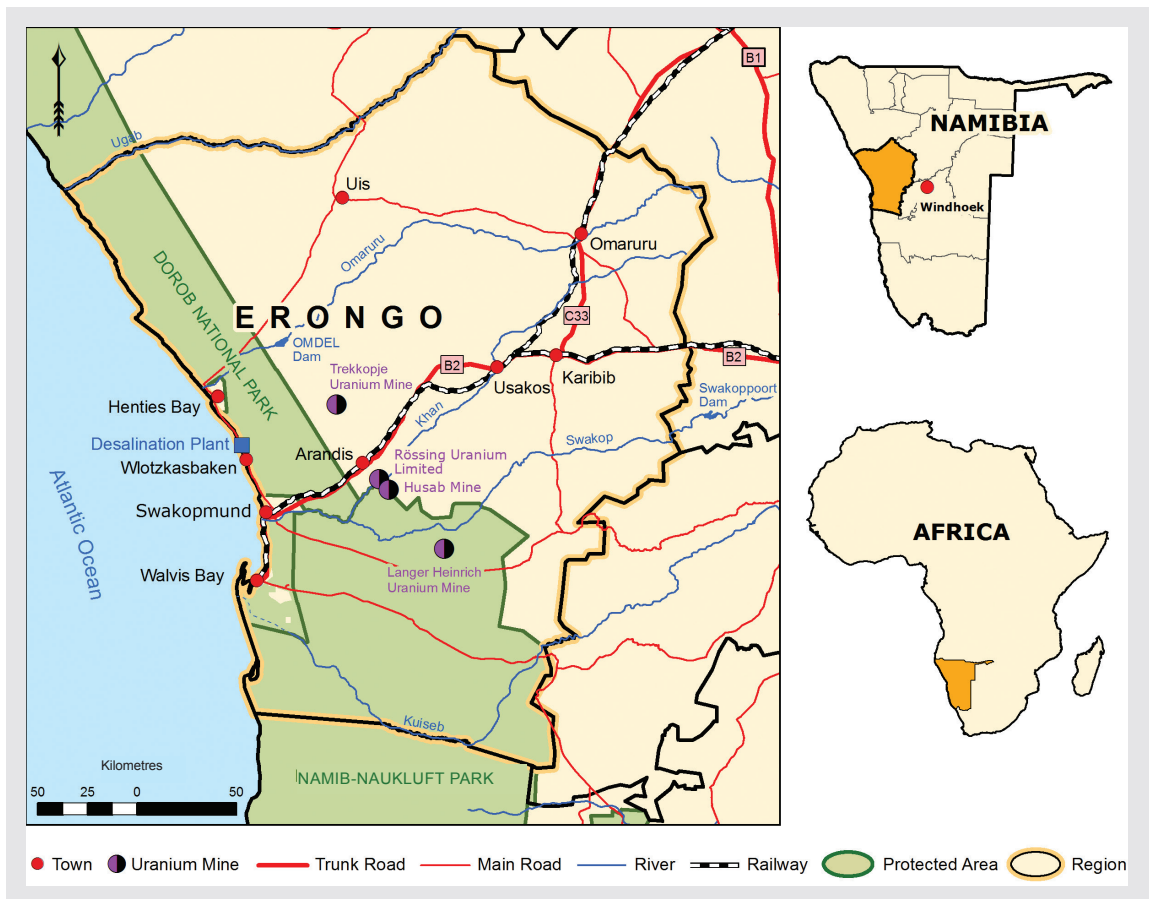 B1
NAMIBIA
Windhoek
Ugab
Uis
Omaruru
Omaruru
DOROB NATIONAL PARK
ERONGO
C33
OMDEL
Dam
Trekkopje
Uranium Mine
B2
B2
Usakos
Karibib
Swakoppoort
Dam
Henties Bay
Khan
Desalination Plant
Swakop
Wlotzkasbaken
Arandis
Rössing Uranium
Limited
Husab Mine
Atlantic Ocean
Swakopmund
AFRICA
Walvis Bay
Langer Heinrich
Uranium Mine
Kuiseb
Kilometres
NAMIB-NAUKLUFT PARK
50 25 0 50
Town
Uranium Mine
Trunk Road
Main Road
River
Railway
Protected Area
Region